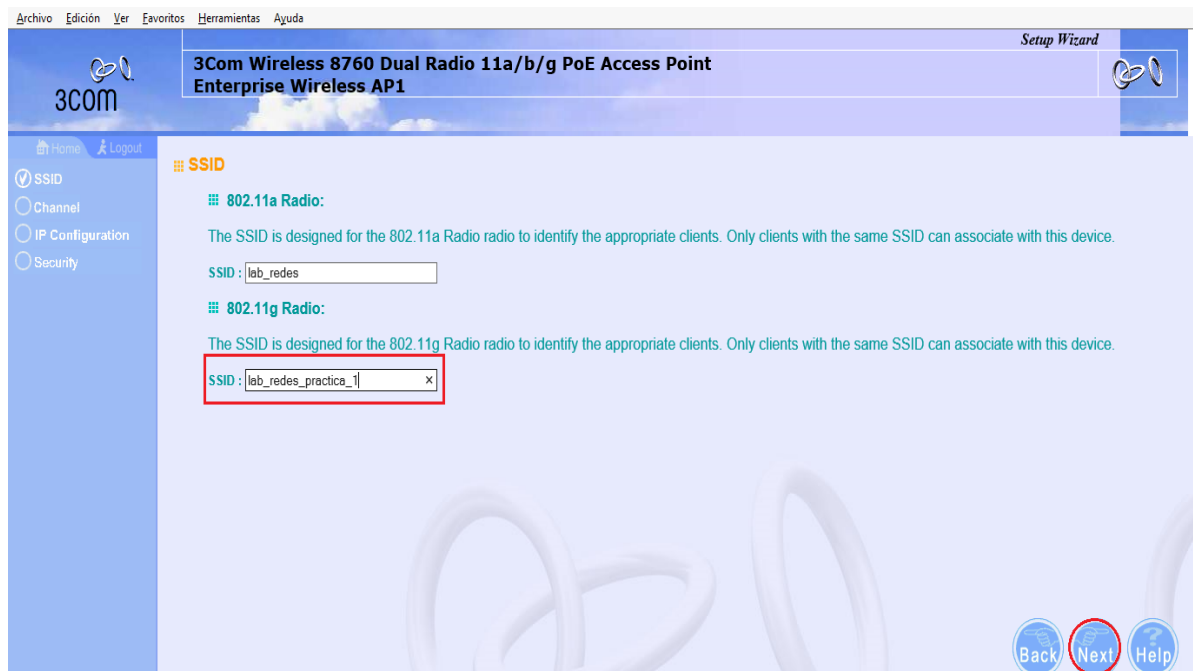 Archivo Edición Ver Favoritos Herramientas Ayuda
Setup Wizard
3COM
3Com Wireless 8760 Dual Radio 11a/b/g PoE Access Point
Enterprise Wireless AP1
Home Logout
SSID
Channel
IP Configuration
Security
SSID
802.11a Radio:
The SSID is designed for the 802.11a Radio radio to identify the appropriate clients. Only clients with the same SSID can associate with this device.
SSID : lab_redes
802.11g Radio:
The SSID is designed for the 802.11g Radio radio to identify the appropriate clients. Only clients with the same SSID can associate with this device.
SSID : lab_redes_practica_1 ×
Back Next ? Help